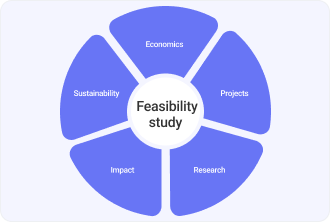 Economics
Sustainability
Projects
Feasibility
study
Impact
Research